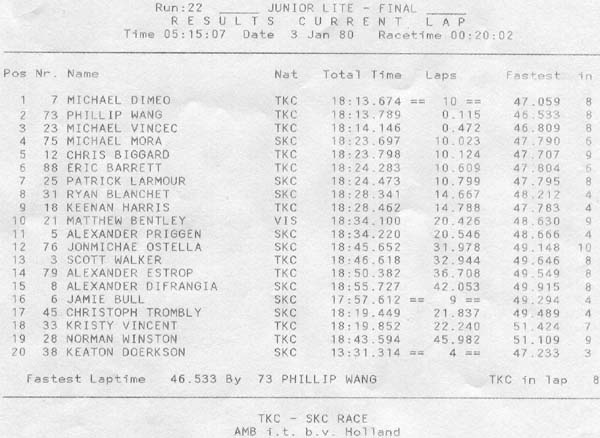 Run:22 _____ JUNIOR LITE - FINAL _____
R E S U L T S   C U R R E N T   L A P
Time 05:15:07 Date 3 Jan 80 Racetime 00:20:02
Pos Nr. Name Nat Total Time Laps Fastest in
1 7 MICHAEL DIMEO TKC 18:13.674 == 10 == 47.059 8
2 73 PHILLIP WANG TKC 18:13.789 0.115 46.533 8
3 23 MICHAEL VINCEC TKC 18:14.146 0.472 46.809 8
4 75 MICHAEL MORA SKC 18:23.697 10.023 47.790 6
5 12 CHRIS BIGGARD TKC 18:23.798 10.124 47.707 9
6 88 ERIC BARRETT TKC 18:24.283 10.609 47.804 6
7 25 PATRICK LARMOUR SKC 18:24.473 10.799 47.795 8
8 31 RYAN BLANCHET SKC 18:28.341 14.667 48.212 4
9 18 KEENAN HARRIS TKC 18:28.462 14.788 47.783 4
10 21 MATTHEW BENTLEY VIS 18:34.100 20.426 48.630 9
11 5 ALEXANDER PRIGGEN SKC 18:34.220 20.546 48.666 4
12 76 JONMICHAE OSTELLA SKC 18:45.652 31.978 49.148 10
13 3 SCOTT WALKER TKC 18:46.618 32.944 49.646 8
14 79 ALEXANDER ESTROP TKC 18:50.382 36.708 49.549 8
15 8 ALEXANDER DIFRANGIA SKC 18:55.727 42.053 49.915 8
16 6 JAMIE BULL SKC 17:57.612 == 9 == 49.294 4
17 45 CHRISTOPH TROMBLY SKC 18:19.449 21.837 49.489 4
18 33 KRISTY VINCENT TKC 18:19.852 22.240 51.424 7
19 28 NORMAN WINSTON TKC 18:43.594 45.982 51.109 9
20 38 KEATON DOERKSON SKC 13:31.314 == 4 == 47.233 3
Fastest Laptime 46.533 By 73 PHILLIP WANG TKC in lap 8
TKC - SKC RACE
AMB i.t. b.v. Holland